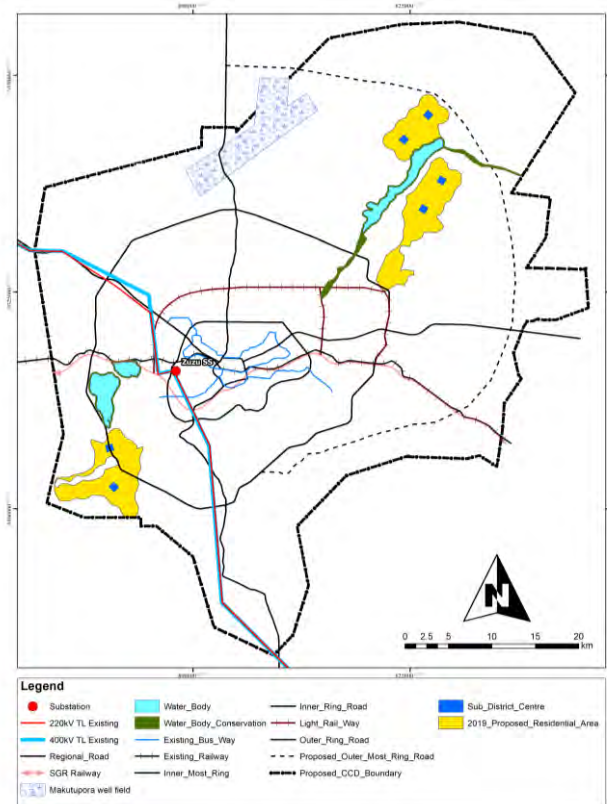 Zuzu SS
N
0 2.5 5 10 15 20
km
Legend
Substation
220kV TL Existing
400kV TL Existing
Regional_Road
SGR Railway
Makutupora well field
Water_Body
Water_Body_Conservation
Existing_Bus_Way
Existing_Railway
Inner_Most_Ring
Inner_Ring_Road
Light_Rail_Way
Outer_Ring_Road
Proposed_Outer_Most_Ring_Road
Proposed_CCD_Boundary
Sub_District_Centre
2019_Proposed_Residential_Area